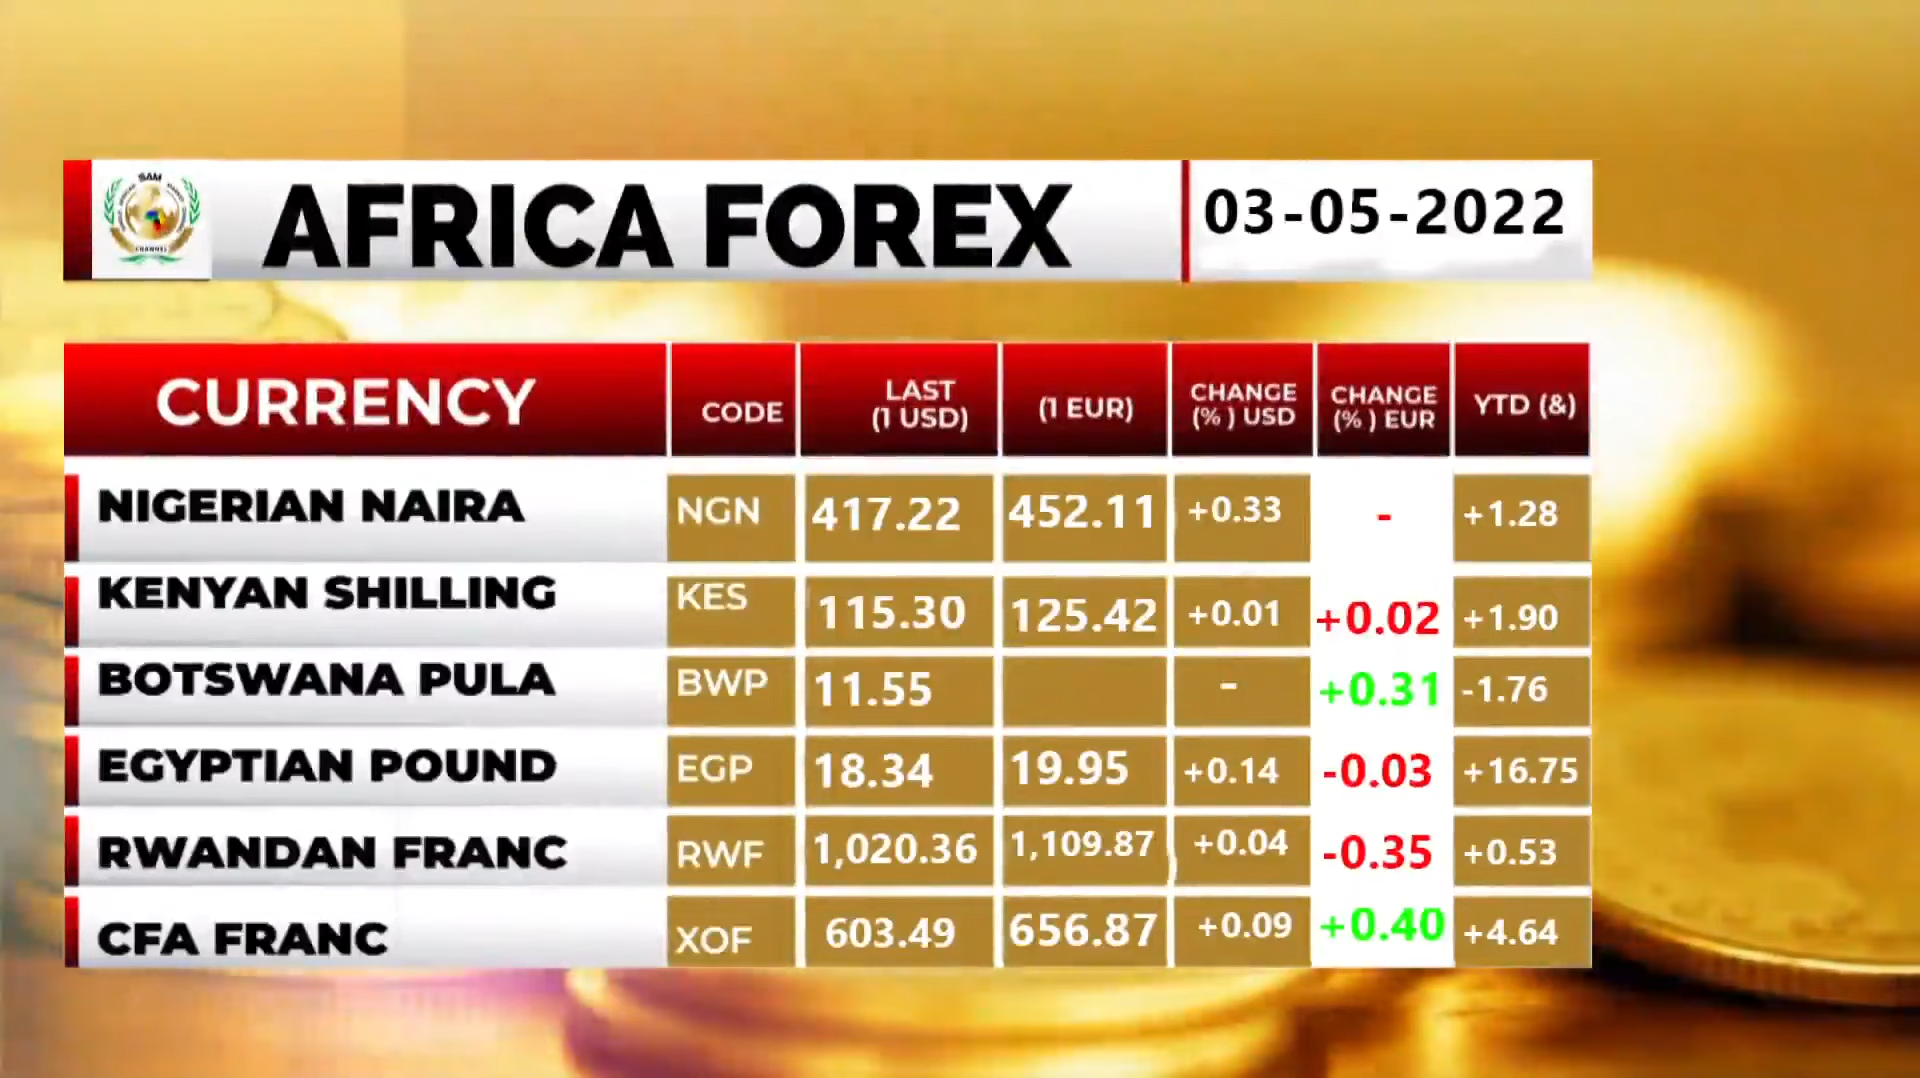 SAM
CHANNEL
AFRICA FOREX
03-05-2022
CURRENCY
CODE
LAST
(1 USD)
(1 EUR)
CHANGE
(% ) USD
CHANGE
(% ) EUR
YTD (&)
NIGERIAN NAIRA NGN 417.22 452.11 +0.33 - +1.28
KENYAN SHILLING KES 115.30 125.42 +0.01 +0.02 +1.90
BOTSWANA PULA BWP 11.55 - +0.31 -1.76
EGYPTIAN POUND EGP 18.34 19.95 +0.14 -0.03 +16.75
RWANDAN FRANC RWF 1,020.36 1,109.87 +0.04 -0.35 +0.53
CFA FRANC XOF 603.49 656.87 +0.09 +0.40 +4.64